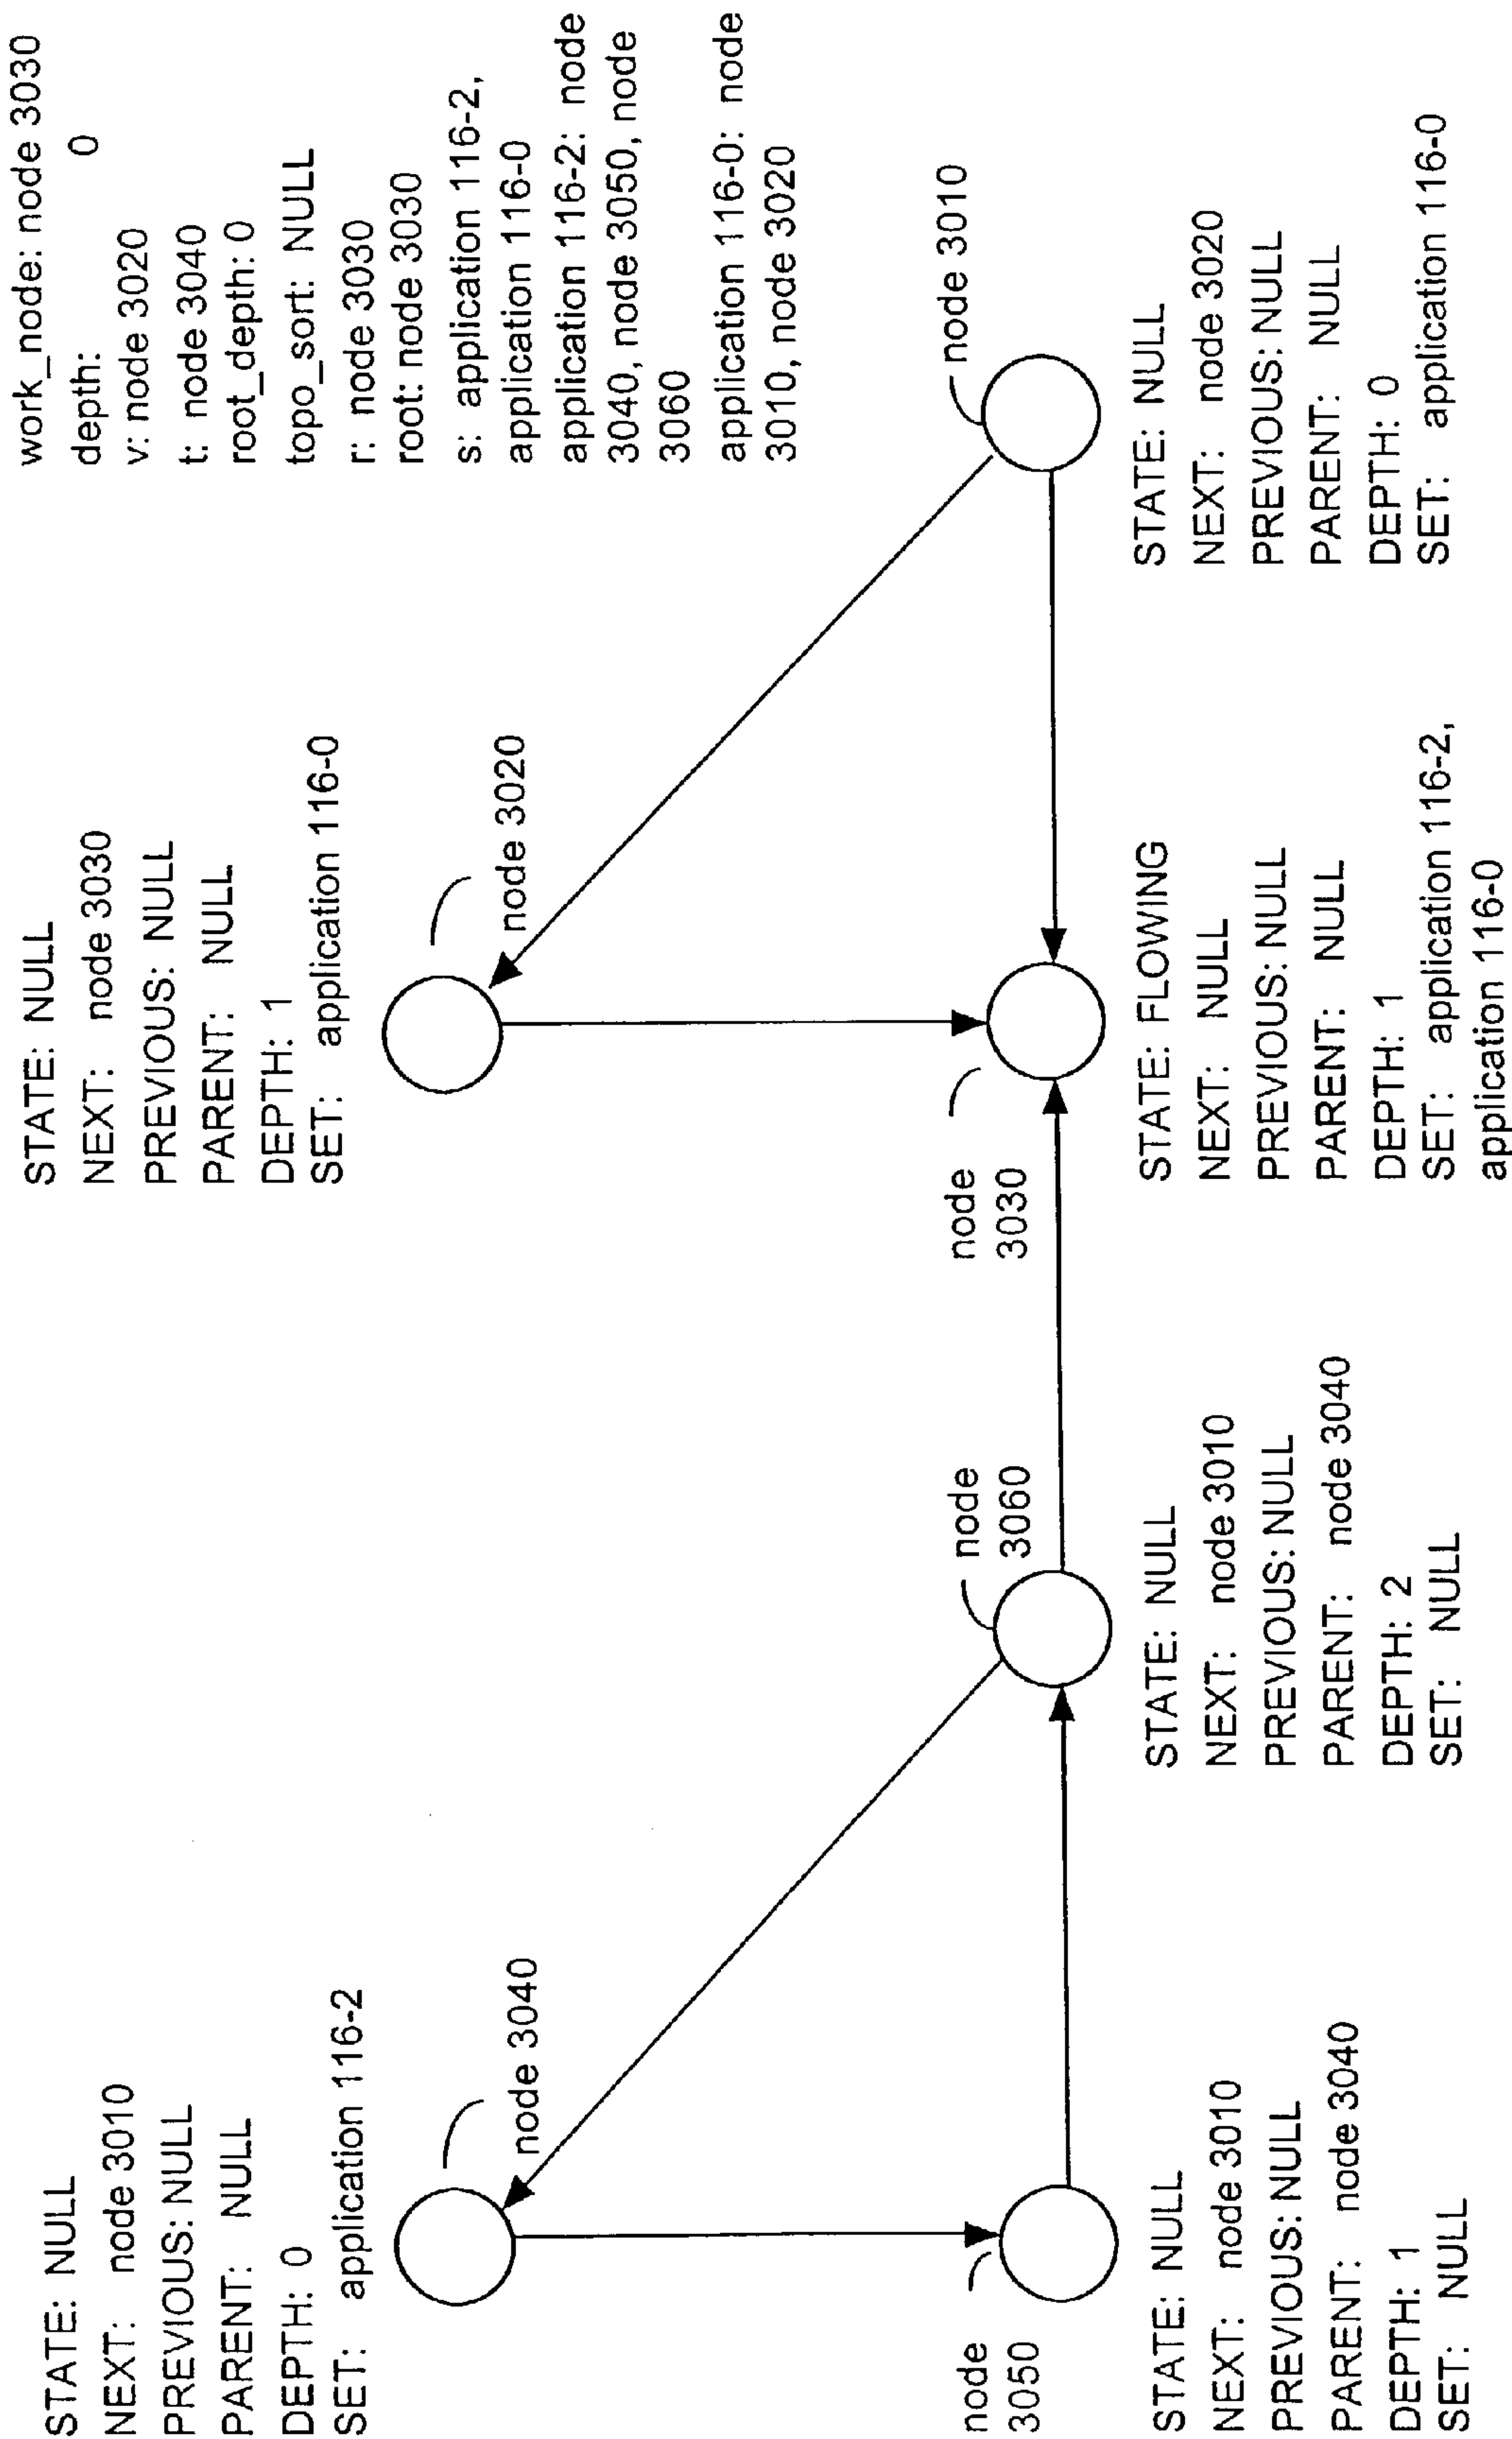 STATE: NULL
NEXT: node 3010
PREVIOUS: NULL
PARENT: NULL
DEPTH: 0
SET: application 116-2
node 3040
STATE: NULL
NEXT: node 3030
PREVIOUS: NULL
PARENT: NULL
DEPTH: 1
SET: application 116-0
node 3020
work_node: node 3030
depth: 0
v: node 3020
t: node 3040
root_depth: 0
topo_sort: NULL
r: node 3030
root: node 3030
s: application 116-2,
application 116-0
application 116-2: node
3040, node 3050, node
3060
application 116-0: node
3010, node 3020
node
3050
STATE: NULL
NEXT: node 3010
PREVIOUS: NULL
PARENT: node 3040
DEPTH: 1
SET: NULL
node
3060
STATE: NULL
NEXT: node 3010
PREVIOUS: NULL
PARENT: node 3040
DEPTH: 2
SET: NULL
node
3030
STATE: FLOWING
NEXT: NULL
PREVIOUS: NULL
PARENT: NULL
DEPTH: 1
SET: application 116-2,
application 116-0
node 3010
STATE: NULL
NEXT: node 3020
PREVIOUS: NULL
PARENT: NULL
DEPTH: 0
SET: application 116-0